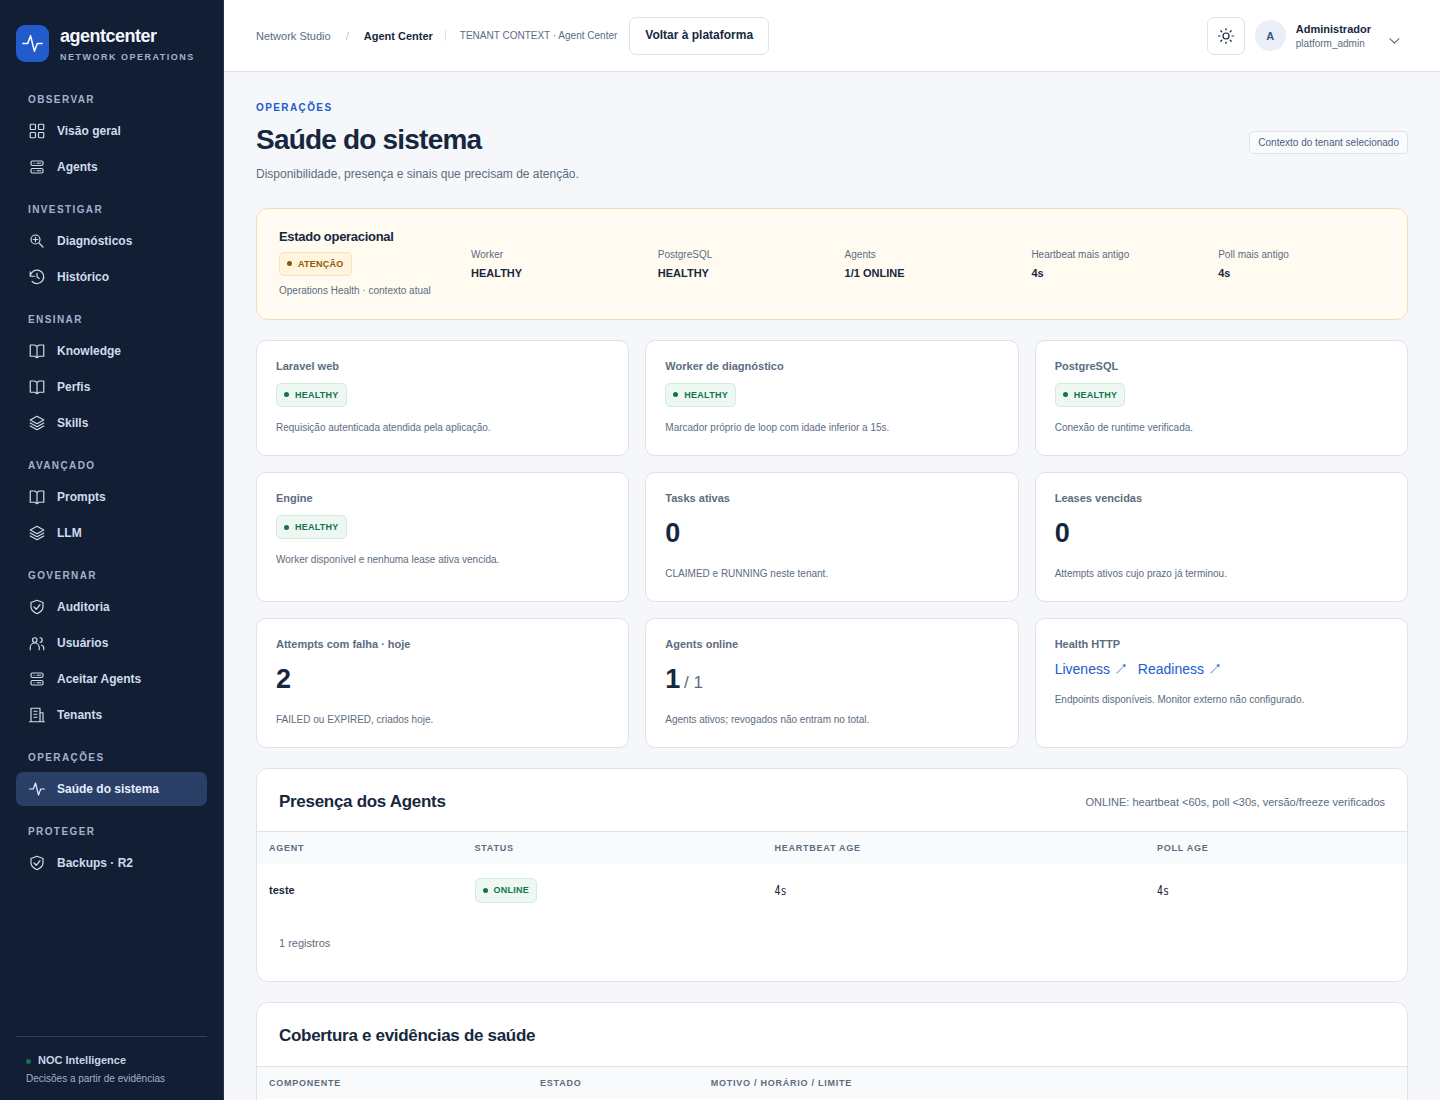 agentcenter
NETWORK OPERATIONS
OBSERVAR
Visão geral
Agents
INVESTIGAR
Diagnósticos
Histórico
ENSINAR
Knowledge
Perfis
Skills
AVANÇADO
Prompts
LLM
GOVERNAR
Auditoria
Usuários
Aceitar Agents
Tenants
OPERAÇÕES
Saúde do sistema
PROTEGER
Backups · R2
NOC Intelligence
Decisões a partir de evidências
Network Studio / Agent Center TENANT CONTEXT · Agent Center Voltar à plataforma
A
Administrador
platform_admin
OPERAÇÕES
Saúde do sistema
Disponibilidade, presença e sinais que precisam de atenção.
Contexto do tenant selecionado
Estado operacional
ATENÇÃO
Operations Health · contexto atual
Worker
HEALTHY
PostgreSQL
HEALTHY
Agents
1/1 ONLINE
Heartbeat mais antigo
4s
Poll mais antigo
4s
Laravel web
HEALTHY
Requisição autenticada atendida pela aplicação.
Worker de diagnóstico
HEALTHY
Marcador próprio de loop com idade inferior a 15s.
PostgreSQL
HEALTHY
Conexão de runtime verificada.
Engine
HEALTHY
Worker disponível e nenhuma lease ativa vencida.
Tasks ativas
0
CLAIMED e RUNNING neste tenant.
Leases vencidas
0
Attempts ativos cujo prazo já terminou.
Attempts com falha · hoje
2
FAILED ou EXPIRED, criados hoje.
Agents online
1 / 1
Agents ativos; revogados não entram no total.
Health HTTP
Liveness ↗ Readiness ↗
Endpoints disponíveis. Monitor externo não configurado.
Presença dos Agents
ONLINE: heartbeat <60s, poll <30s, versão/freeze verificados
AGENT STATUS HEARTBEAT AGE POLL AGE
teste ONLINE 4s 4s
1 registros
Cobertura e evidências de saúde
COMPONENTE ESTADO MOTIVO / HORÁRIO / LIMITE